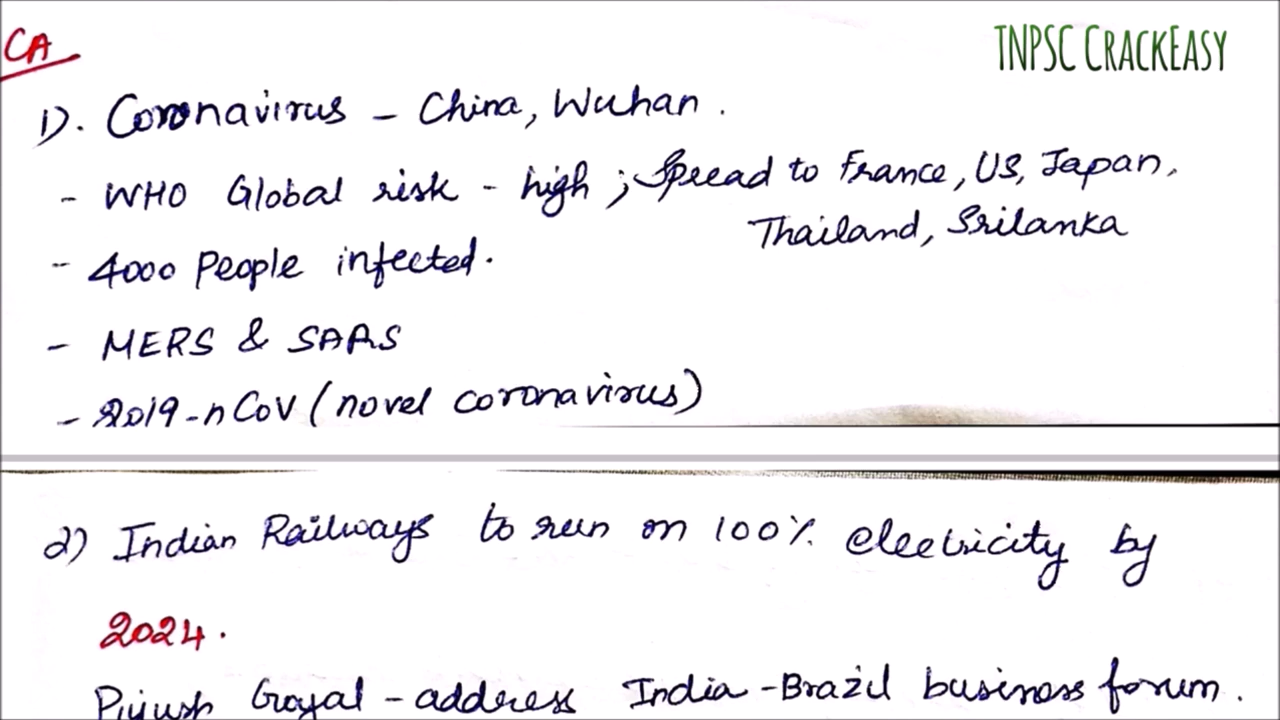 CA
TNPSC CRACKEASY
1). Coronavirus - China, Wuhan.
- WHO Global risk - high ; Spread to France, US, Japan,
Thailand, Srilanka
- 4000 People infected.
- MERS & SARS
- 2019-nCoV (novel coronavirus)
2) Indian Railways to run on 100% electricity by
2024.
Piyush Goyal - address India - Brazil business forum.